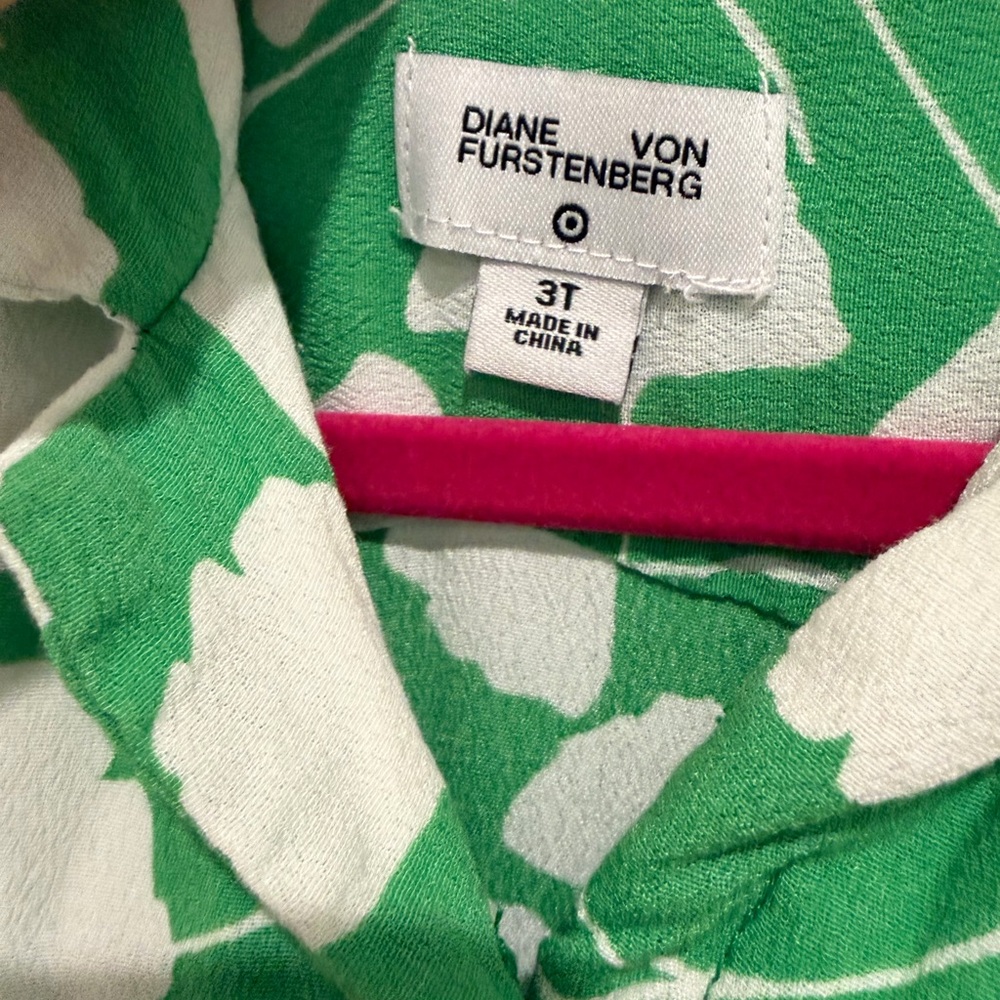 DIANE VON
FURSTENBERG
3T
MADE IN
CHINA